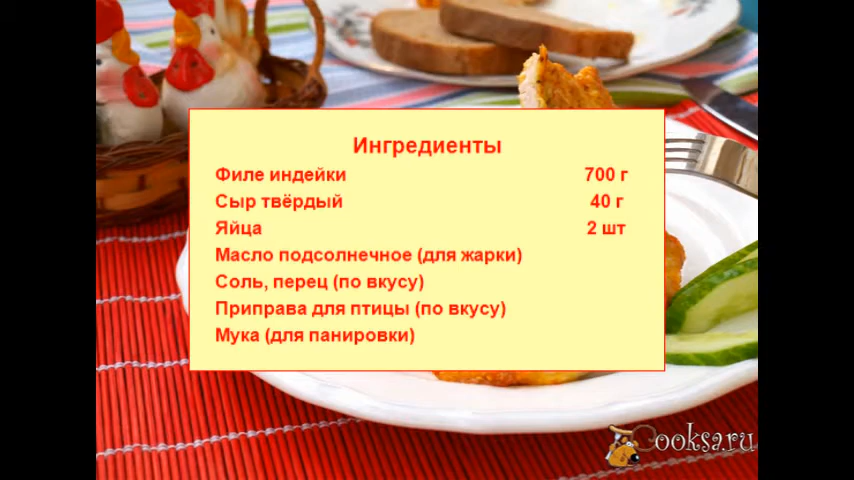 Ингредиенты
Филе индейки 700 г
Сыр твёрдый 40 г
Яйца 2 шт
Масло подсолнечное (для жарки)
Соль, перец (по вкусу)
Приправа для птицы (по вкусу)
Мука (для панировки)
Cooksa.ru